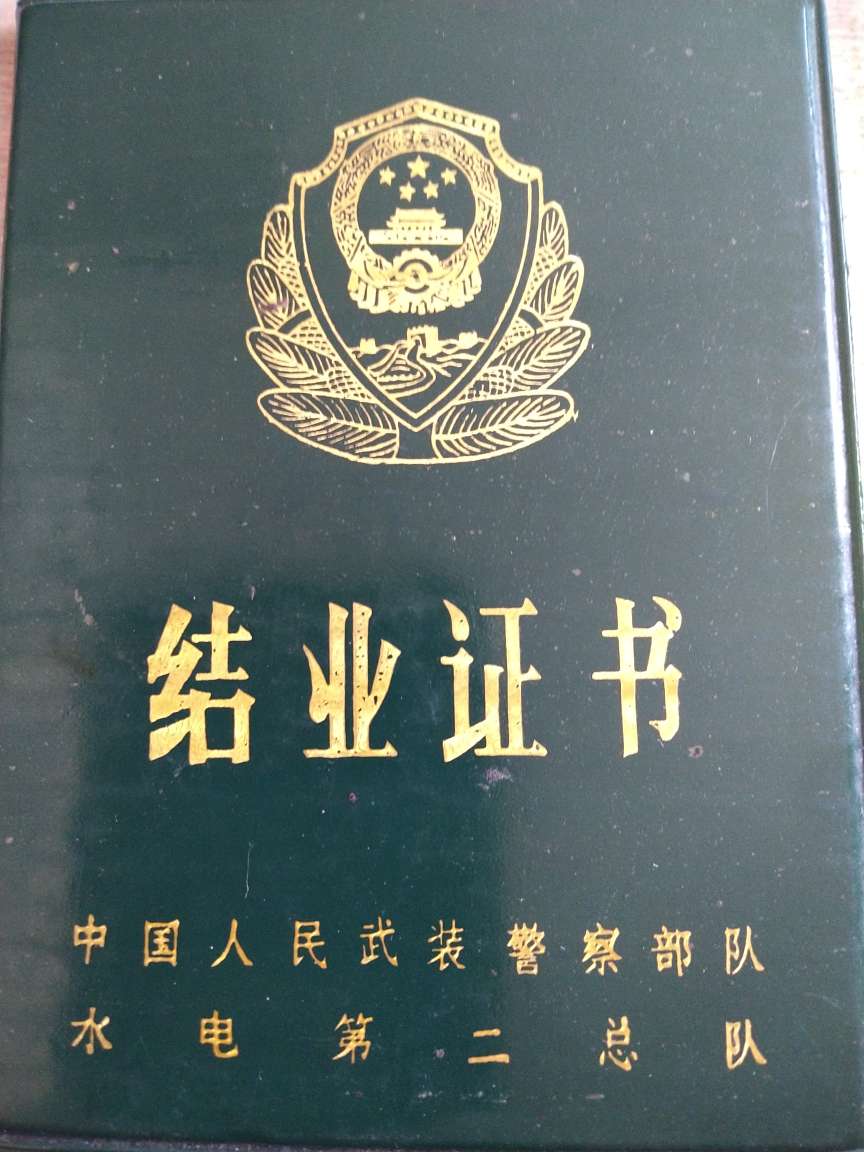 结业证书
中国人民武装警察部队
水电第二总队